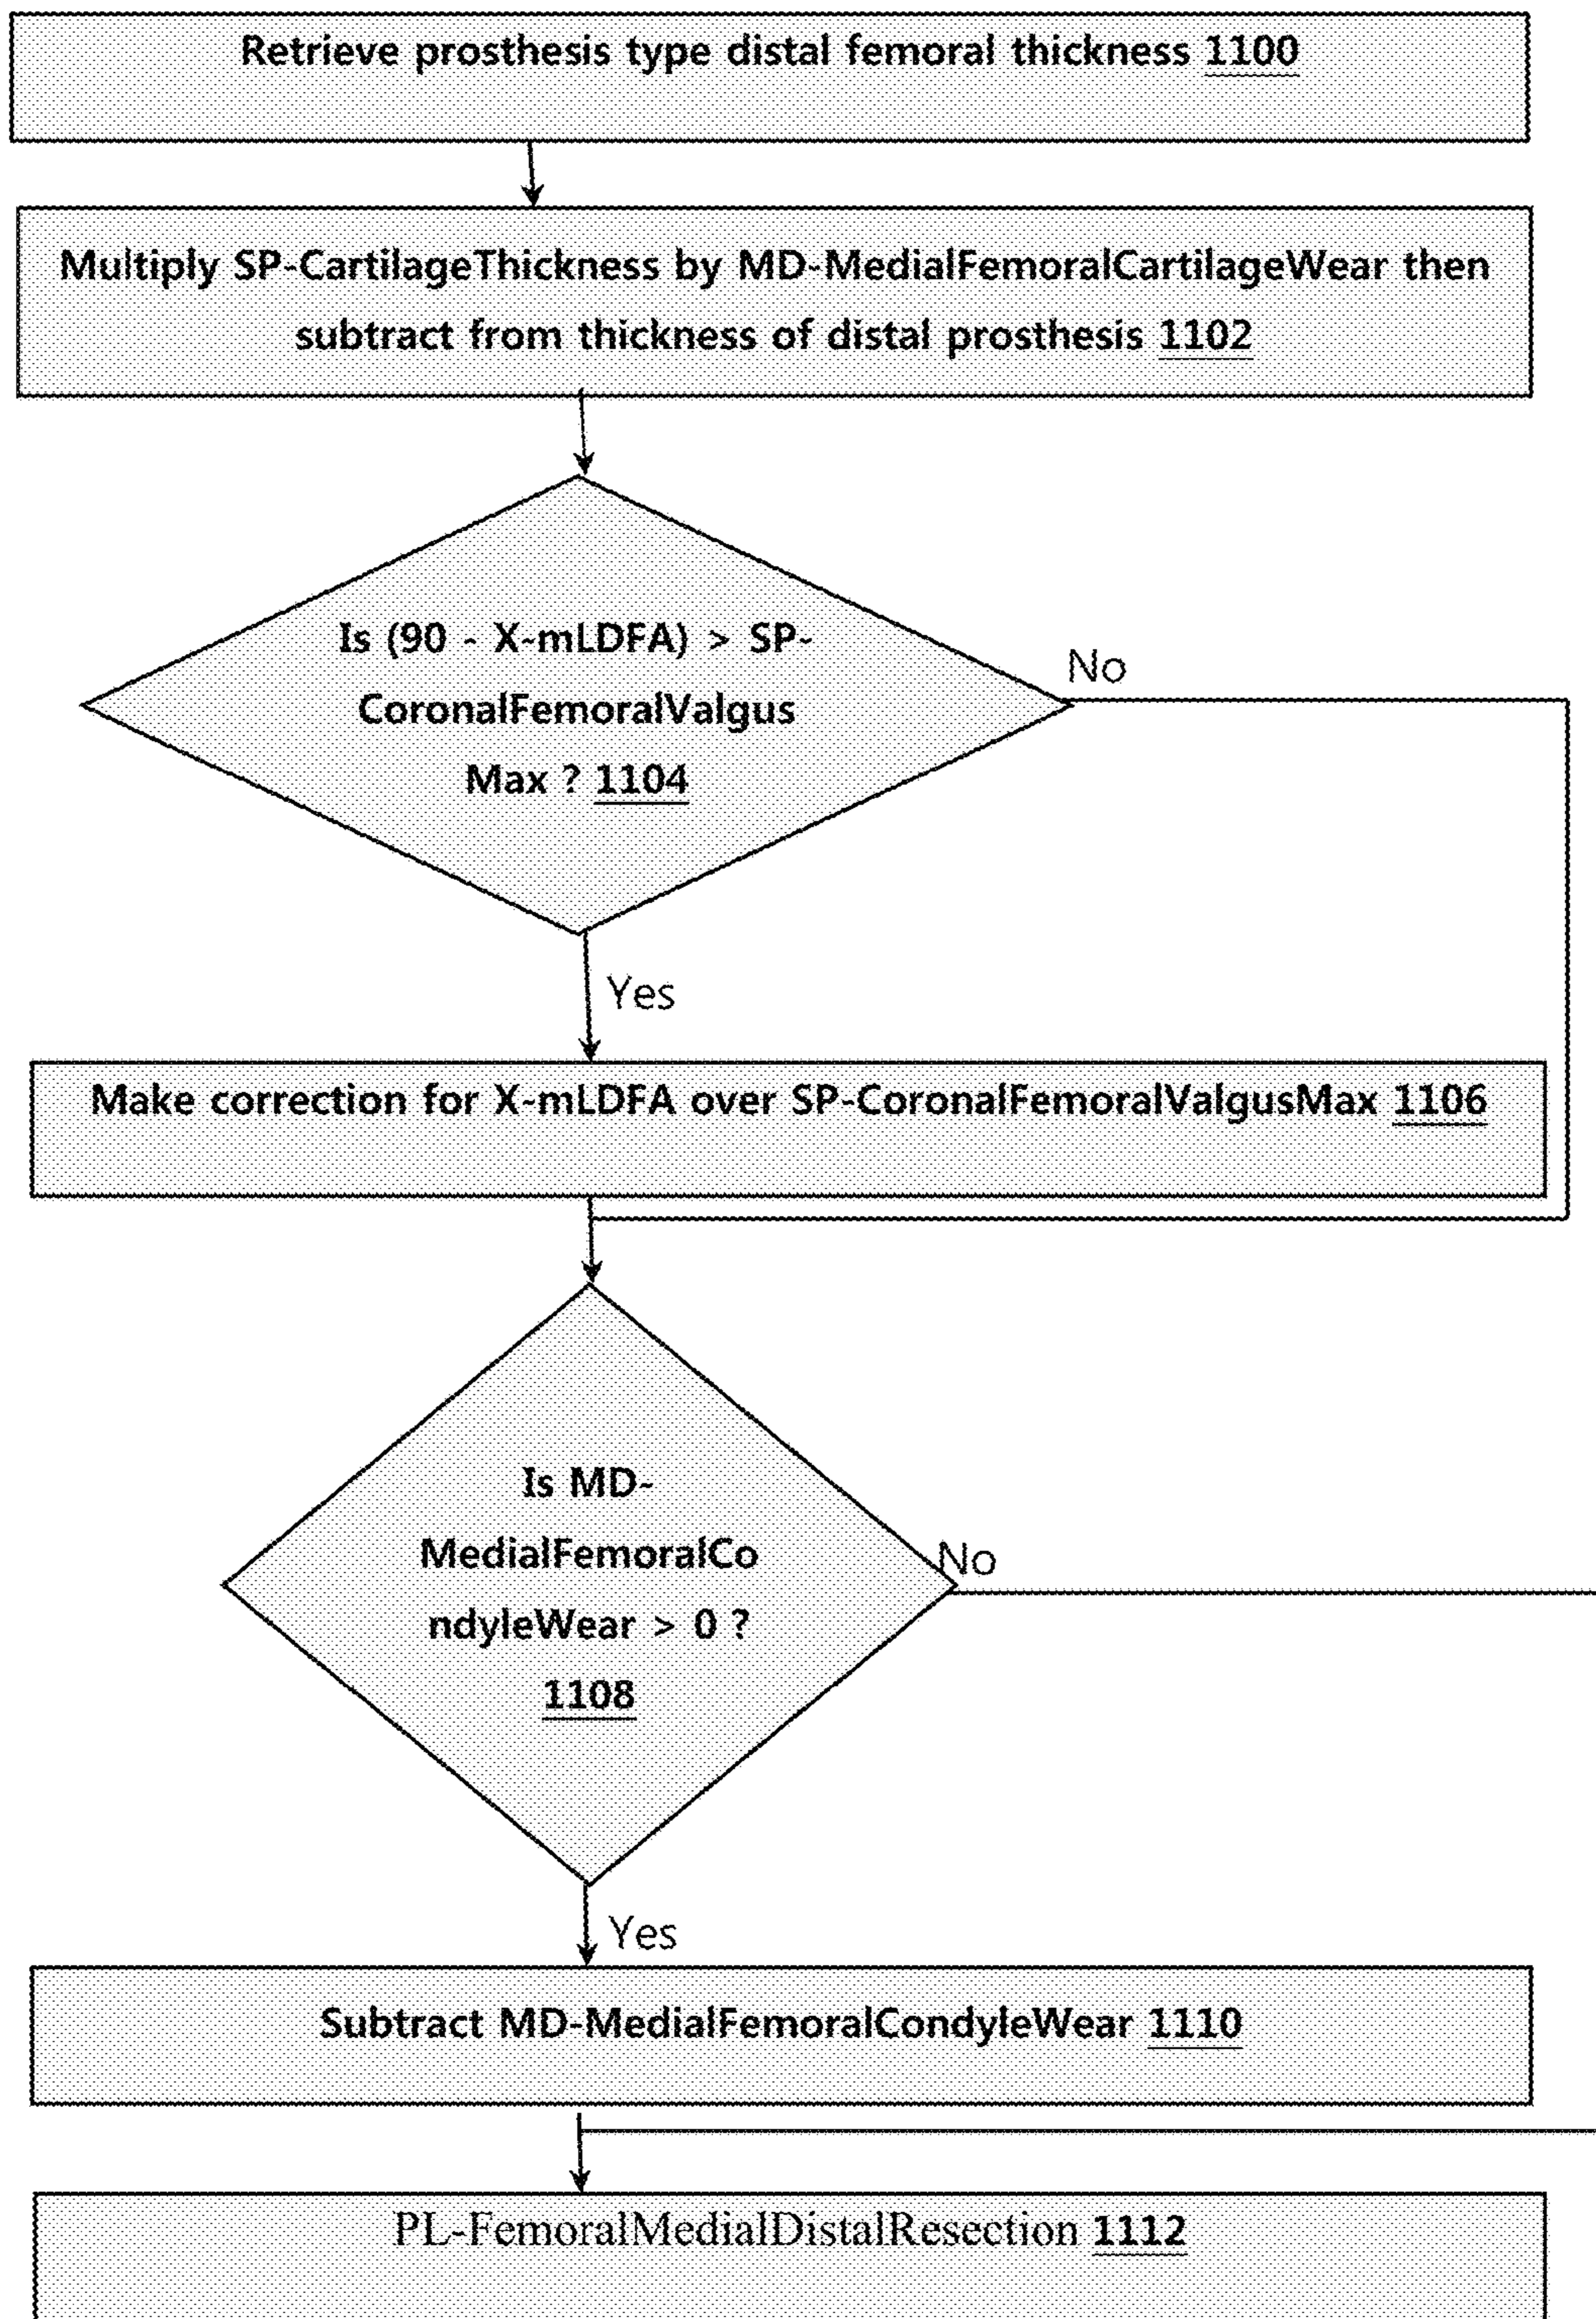 Retrieve prosthesis type distal femoral thickness 1100
Multiply SP-CartilageThickness by MD-MedialFemoralCartilageWear then
subtract from thickness of distal prosthesis 1102
Is (90 - X-mLDFA) > SP-
CoronalFemoralValgus
Max ? 1104
No
Yes
Make correction for X-mLDFA over SP-CoronalFemoralValgusMax 1106
Is MD-
MedialFemoralCo
ndyleWear > 0 ?
1108
No
Yes
Subtract MD-MedialFemoralCondyleWear 1110
PL-FemoralMedialDistalResection 1112